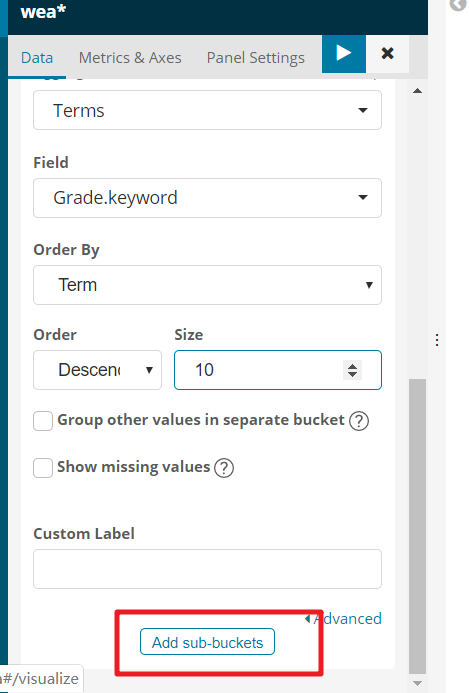 wea*
Data Metrics & Axes Panel Settings
Terms
Field
Grade.keyword
Order By
Term
Order Size
Descenc 10
Group other values in separate bucket ?
Show missing values ?
Custom Label
Advanced
Add sub-buckets
#/visualize